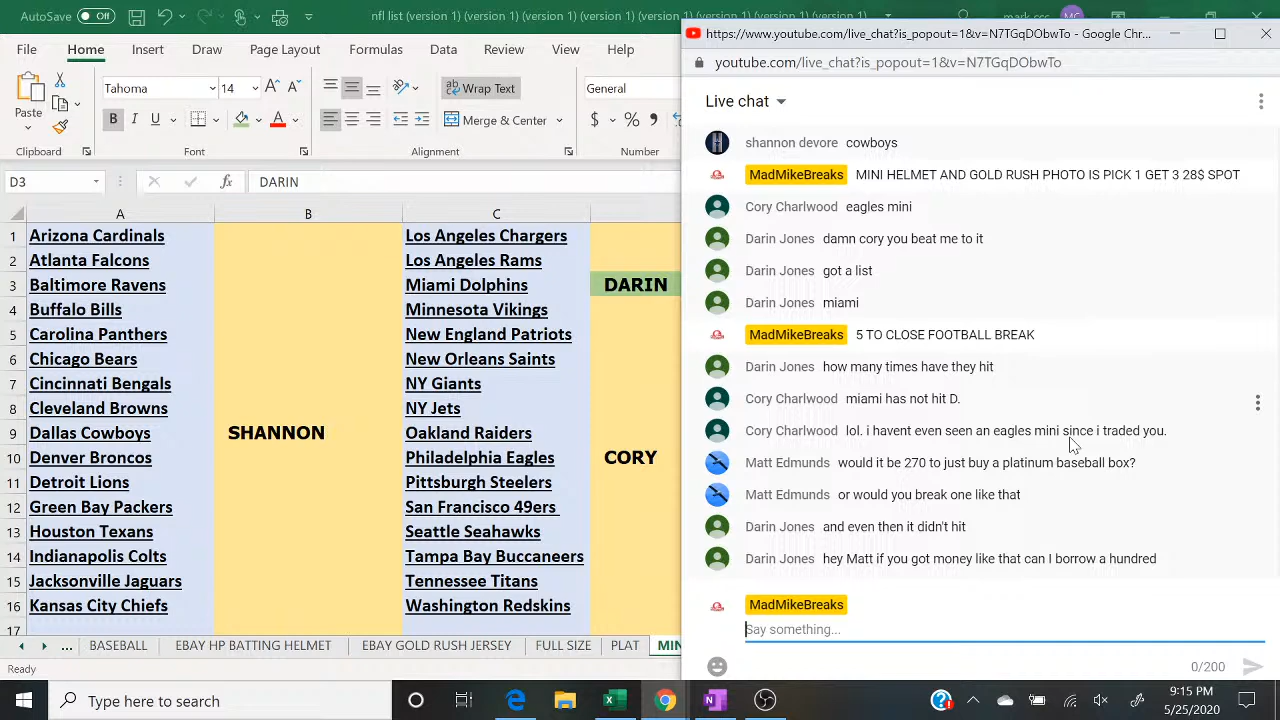 AutoSave Off
nfl list (version 1) (version 1) (version 1) (version 1)
File Home Insert Draw Page Layout Formulas Data Review View Help
Tahoma 14 Wrap Text General
Paste B I U Merge & Center $ %
Clipboard Font Alignment Number
D3 fx DARIN
A B C
1 Arizona Cardinals Los Angeles Chargers
2 Atlanta Falcons Los Angeles Rams
3 Baltimore Ravens Miami Dolphins DARIN
4 Buffalo Bills Minnesota Vikings
5 Carolina Panthers New England Patriots
6 Chicago Bears New Orleans Saints
7 Cincinnati Bengals NY Giants
8 Cleveland Browns NY Jets
9 Dallas Cowboys SHANNON Oakland Raiders
10 Denver Broncos Philadelphia Eagles CORY
11 Detroit Lions Pittsburgh Steelers
12 Green Bay Packers San Francisco 49ers
13 Houston Texans Seattle Seahawks
14 Indianapolis Colts Tampa Bay Buccaneers
15 Jacksonville Jaguars Tennessee Titans
16 Kansas City Chiefs Washington Redskins
17
... BASEBALL EBAY HP BATTING HELMET EBAY GOLD RUSH JERSEY FULL SIZE PLAT MIN
Ready
https://www.youtube.com/live_chat?is_popout=1&v=N7TGqDObwTo - Google Chr...
youtube.com/live_chat?is_popout=1&v=N7TGqDObwTo
Live chat
shannon devore cowboys
MadMikeBreaks MINI HELMET AND GOLD RUSH PHOTO IS PICK 1 GET 3 28$ SPOT
Cory Charlwood eagles mini
Darin Jones damn cory you beat me to it
Darin Jones got a list
Darin Jones miami
MadMikeBreaks 5 TO CLOSE FOOTBALL BREAK
Darin Jones how many times have they hit
Cory Charlwood miami has not hit D.
Cory Charlwood lol. i havent even seen an eagles mini since i traded you.
Matt Edmunds would it be 270 to just buy a platinum baseball box?
Matt Edmunds or would you break one like that
Darin Jones and even then it didn't hit
Darin Jones hey Matt if you got money like that can I borrow a hundred
MadMikeBreaks
Say something...
0/200
Type here to search
9:15 PM
5/25/2020